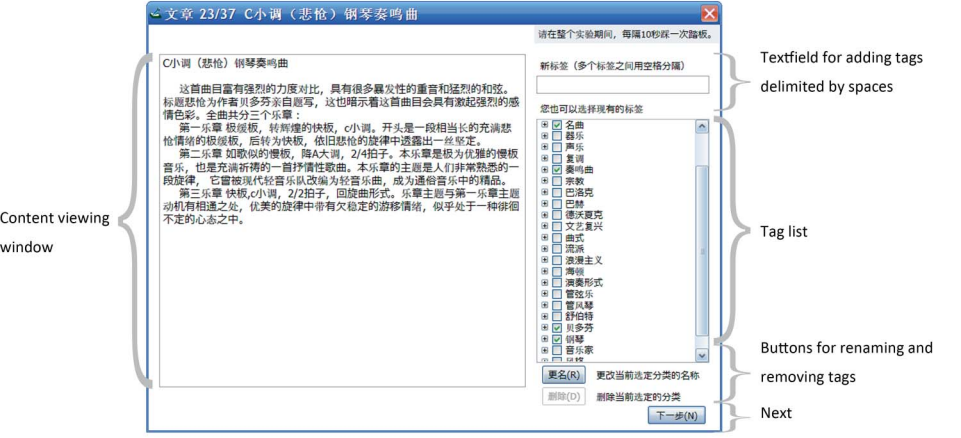 文章 23/37 C小调（悲怆）钢琴奏鸣曲
请在整个实验期间，每隔10秒踩一次踏板。
C小调（悲怆）钢琴奏鸣曲
这首曲目富有强烈的力度对比，具有很多暴发性的重音和猛烈的和弦。
标题悲怆为作者贝多芬亲自题写，这也暗示着这首曲目会具有激起强烈的感
情色彩。全曲共分三个乐章：
第一乐章 极缓板，转辉煌的快板，c小调。开头是一段相当长的充满悲
怆情绪的极缓板，后转为快板，依旧悲怆的旋律中透露出一丝坚定。
第二乐章 如歌似的慢板，降A大调，2/4拍子。本乐章是极为优雅的慢板
音乐，也是充满祈祷的一首抒情性歌曲。本乐章的主题是人们非常熟悉的一
段旋律， 它曾被现代轻音乐队改编为轻音乐曲，成为通俗音乐中的精品。
第三乐章 快板,c小调，2/2拍子，回旋曲形式。乐章主题与第一乐章主题
动机有相通之处，优美的旋律中带有欠稳定的游移情绪，似乎处于一种徘徊
不定的心态之中。
新标签（多个标签之间用空格分隔）
您也可以选择现有的标签
名曲
器乐
声乐
复调
奏鸣曲
宗教
巴洛克
巴赫
德沃夏克
文艺复兴
曲式
流派
浪漫主义
海顿
演奏形式
管弦乐
管风琴
舒伯特
贝多芬
钢琴
音乐家
更名(R) 更改当前选定分类的名称
删除(D) 删除当前选定的分类
下一步(N)
Content viewing
window
Textfield for adding tags
delimited by spaces
Tag list
Buttons for renaming and
removing tags
Next